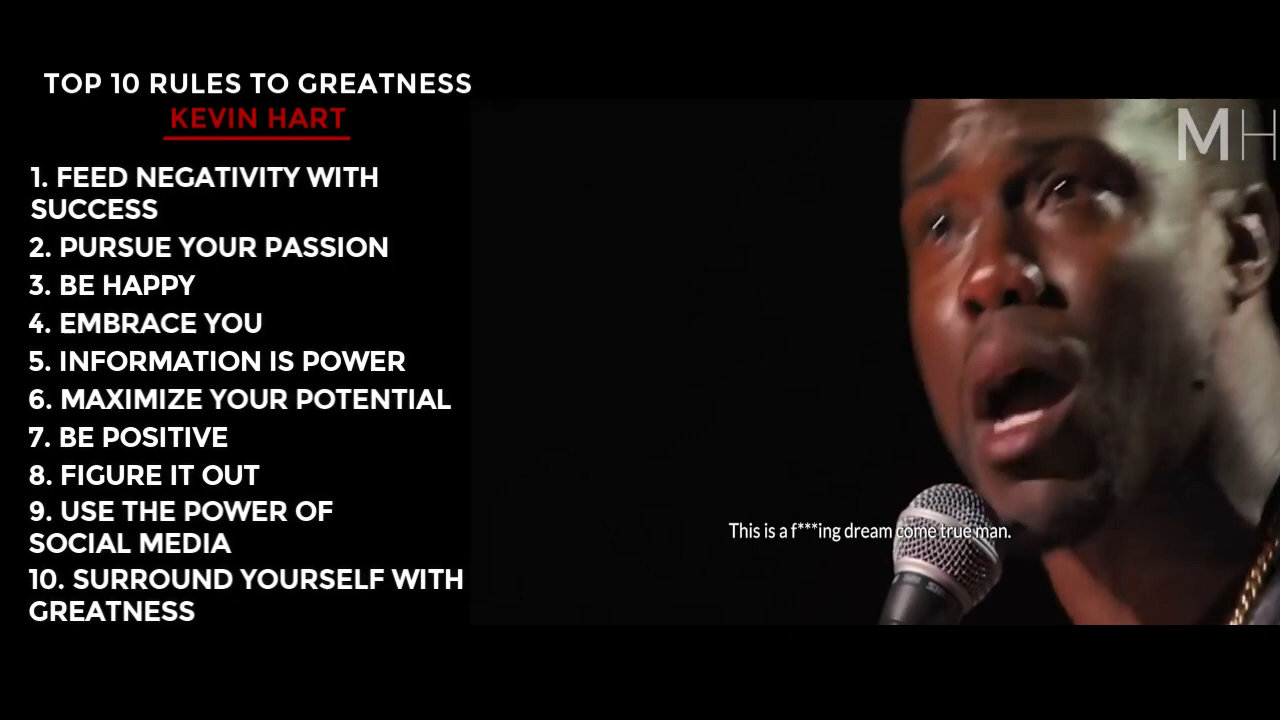 TOP 10 RULES TO GREATNESS
KEVIN HART
1. FEED NEGATIVITY WITH
SUCCESS
2. PURSUE YOUR PASSION
3. BE HAPPY
4. EMBRACE YOU
5. INFORMATION IS POWER
6. MAXIMIZE YOUR POTENTIAL
7. BE POSITIVE
8. FIGURE IT OUT
9. USE THE POWER OF
SOCIAL MEDIA
10. SURROUND YOURSELF WITH
GREATNESS
MH
This is a f***ing dream come true man.